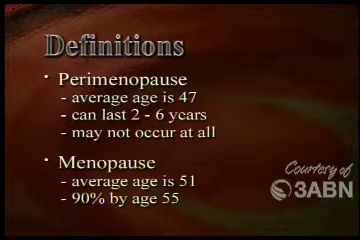 Definitions
· Perimenopause
- average age is 47
- can last 2 - 6 years
- may not occur at all
· Menopause
- average age is 51
- 90% by age 55
Courtesy of
3ABN